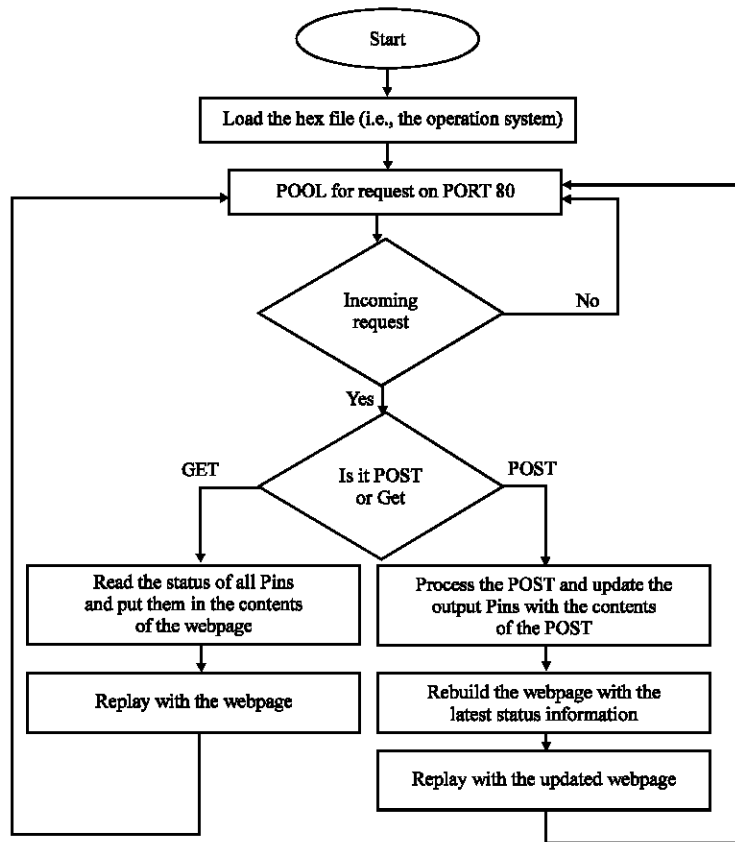 Start
Load the hex file (i.e., the operation system)
POOL for request on PORT 80
Incoming
request
No
Yes
GET
Is it POST
or Get
POST
Read the status of all Pins
and put them in the contents
of the webpage
Process the POST and update the
output Pins with the contents
of the POST
Replay with the webpage
Rebuild the webpage with the
latest status information
Replay with the updated webpage